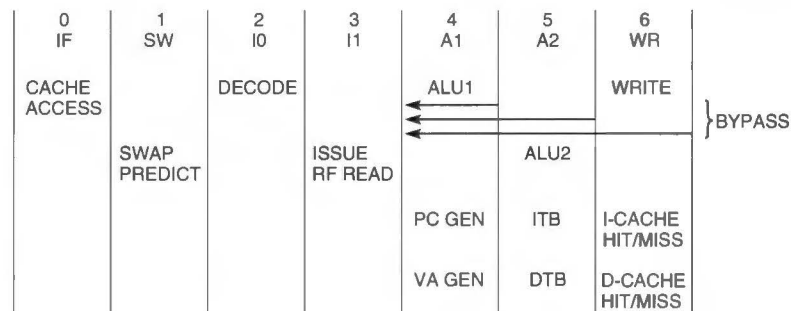 0 1 2 3 4 5 6
IF SW I0 I1 A1 A2 WR
CACHE DECODE ALU1 WRITE
ACCESS
BYPASS
SWAP ISSUE ALU2
PREDICT RF READ
PC GEN ITB I-CACHE
HIT/MISS
VA GEN DTB D-CACHE
HIT/MISS